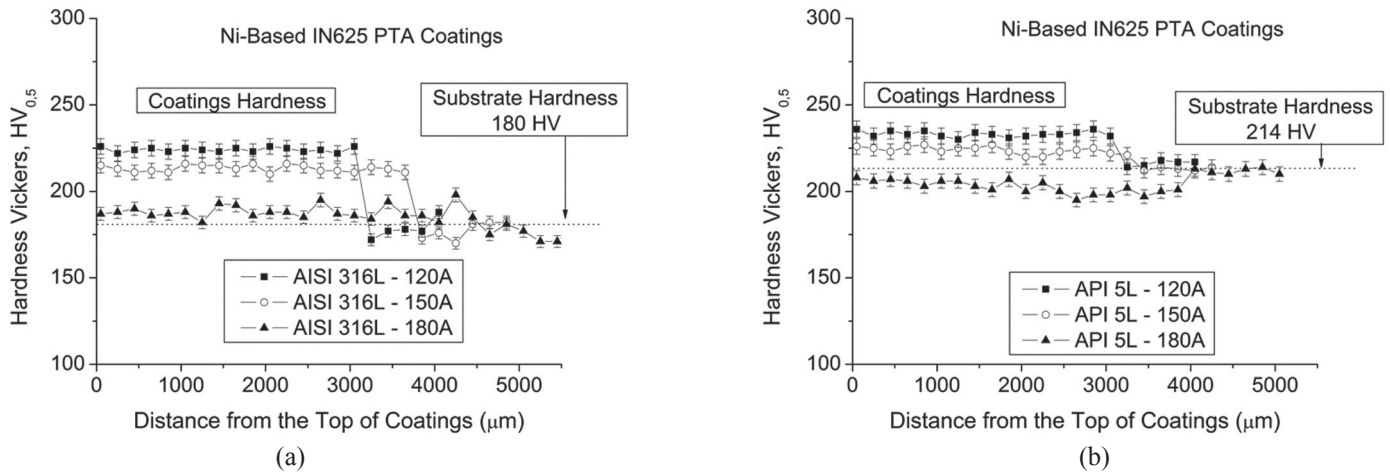 Ni-Based IN625 PTA Coatings
Coatings Hardness
Substrate Hardness
180 HV
Hardness Vickers, HV0,5
300
250
200
150
100
AISI 316L - 120A
AISI 316L - 150A
AISI 316L - 180A
0 1000 2000 3000 4000 5000
Distance from the Top of Coatings (μm)
(a)
Ni-Based IN625 PTA Coatings
Coatings Hardness
Substrate Hardness
214 HV
Hardness Vickers, HV0,5
300
250
200
150
100
API 5L - 120A
API 5L - 150A
API 5L - 180A
0 1000 2000 3000 4000 5000
Distance from the Top of Coatings (μm)
(b)